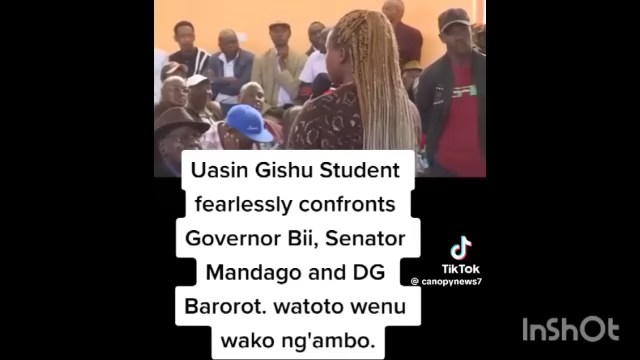 Uasin Gishu Student
fearlessly confronts
Governor Bii, Senator
Mandago and DG
Barorot. watoto wenu
wako ng'ambo.
TikTok
@ canopynews7
InShOt